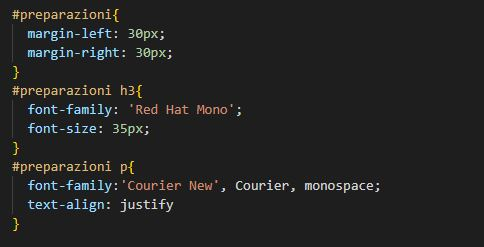 #preparazioni{
margin-left: 30px;
margin-right: 30px;
}
#preparazioni h3{
font-family: 'Red Hat Mono';
font-size: 35px;
}
#preparazioni p{
font-family:'Courier New', Courier, monospace;
text-align: justify
}